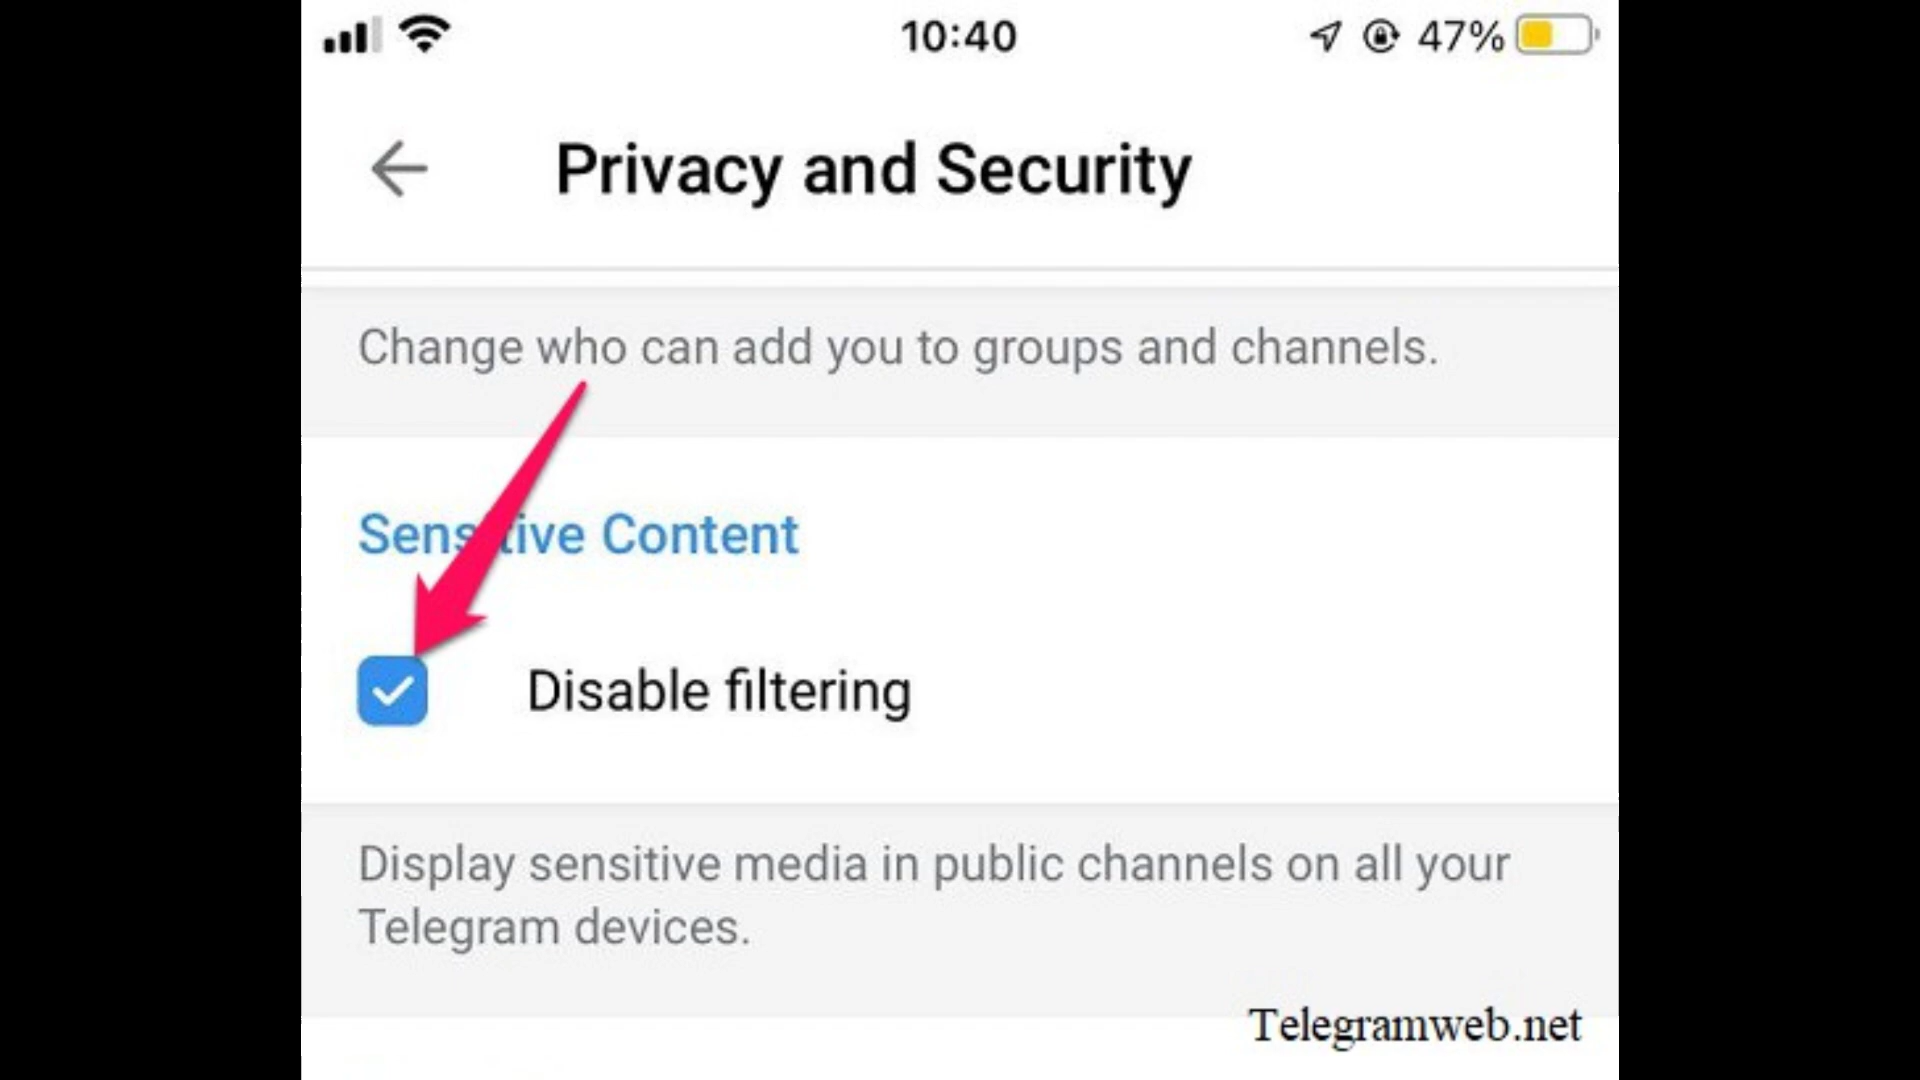 10:40
47%
Privacy and Security
Change who can add you to groups and channels.
Sensitive Content
Disable filtering
Display sensitive media in public channels on all your
Telegram devices.
Telegramweb.net